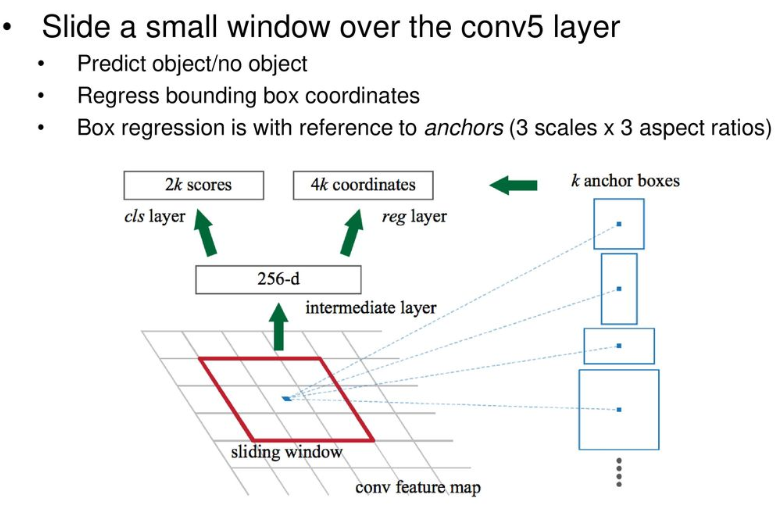 • Slide a small window over the conv5 layer
• Predict object/no object
• Regress bounding box coordinates
• Box regression is with reference to anchors (3 scales x 3 aspect ratios)
2k scores
4k coordinates
k anchor boxes
cls layer
reg layer
256-d
intermediate layer
sliding window
conv feature map